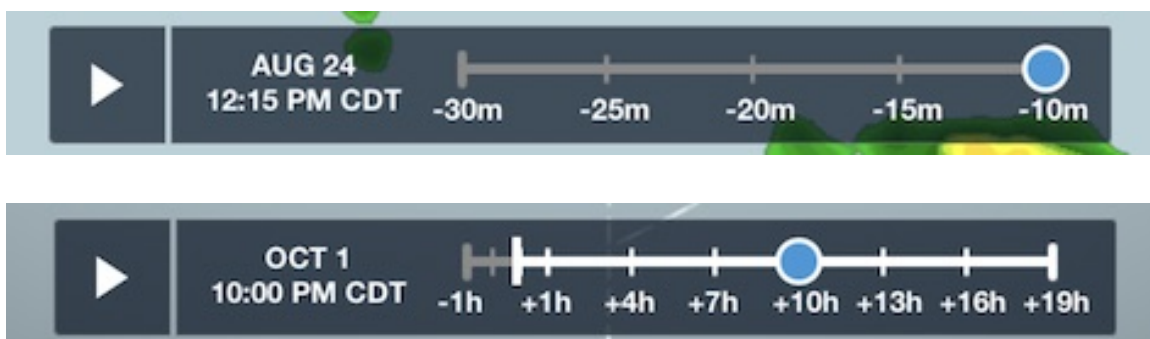 AUG 24
12:15 PM CDT
-30m -25m -20m -15m -10m
OCT 1
10:00 PM CDT
-1h +1h +4h +7h +10h +13h +16h +19h